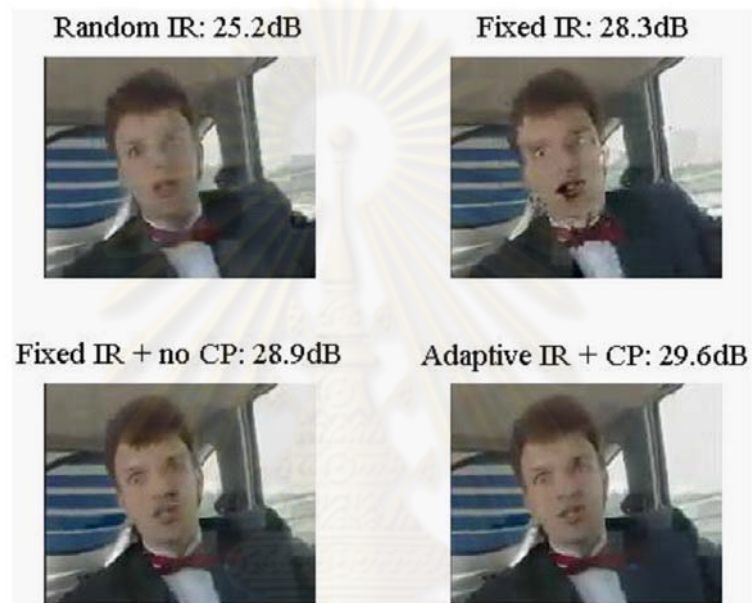 Random IR: 25.2dB
Fixed IR: 28.3dB
Fixed IR + no CP: 28.9dB
Adaptive IR + CP: 29.6dB